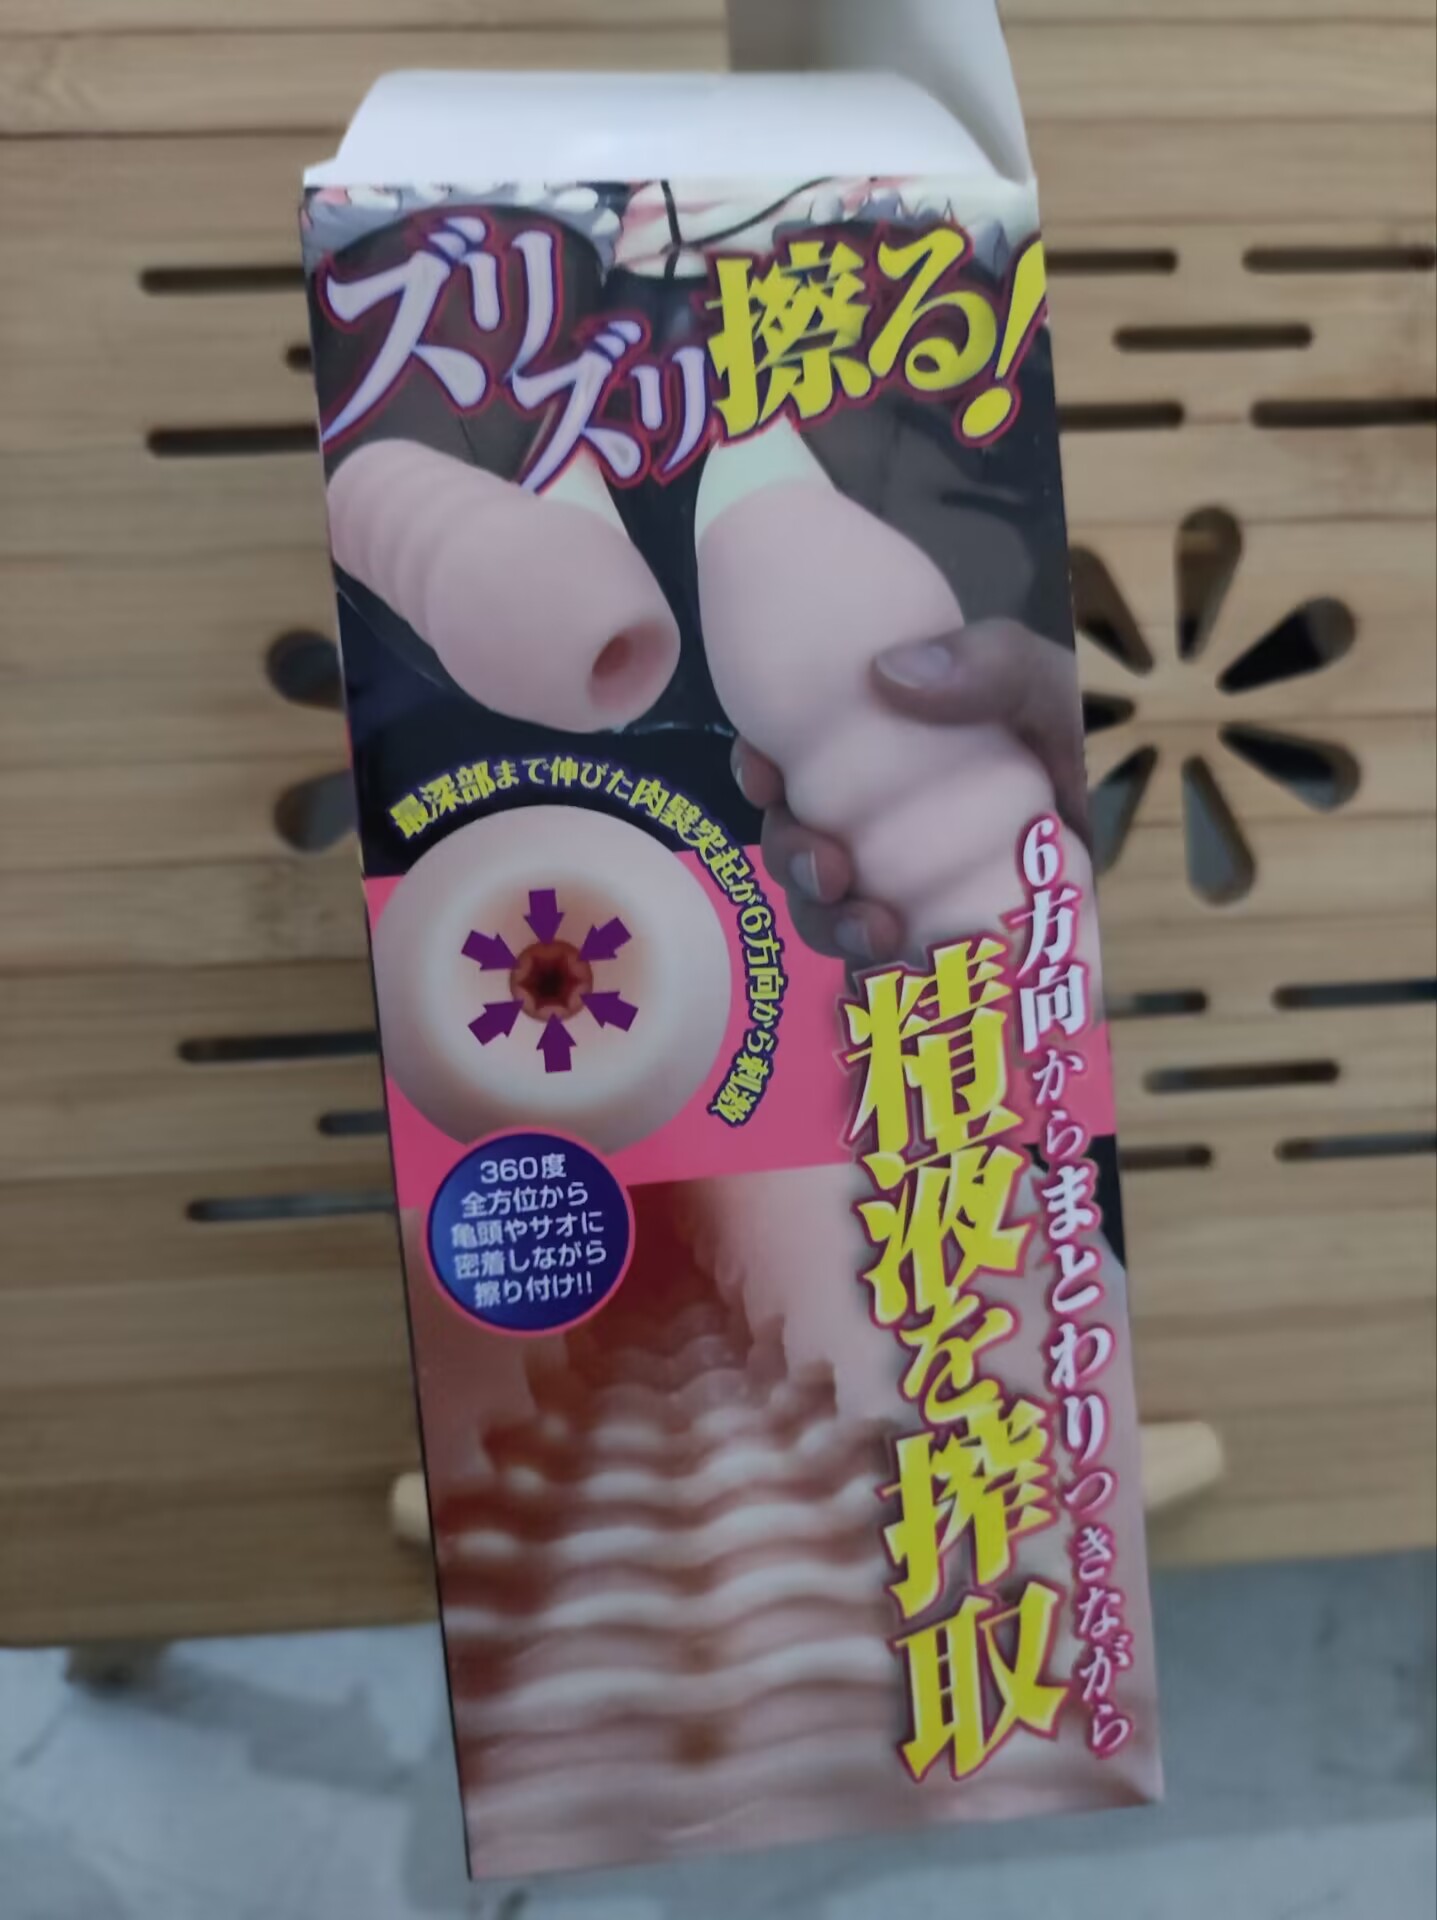 ズリズリ擦る!
最深部まで伸びた肉襞突起が6方向から刺激
360度
全方位から
亀頭やサオに
密着しながら
擦り付け!!
6方向からまとわりつきながら
精液を搾取